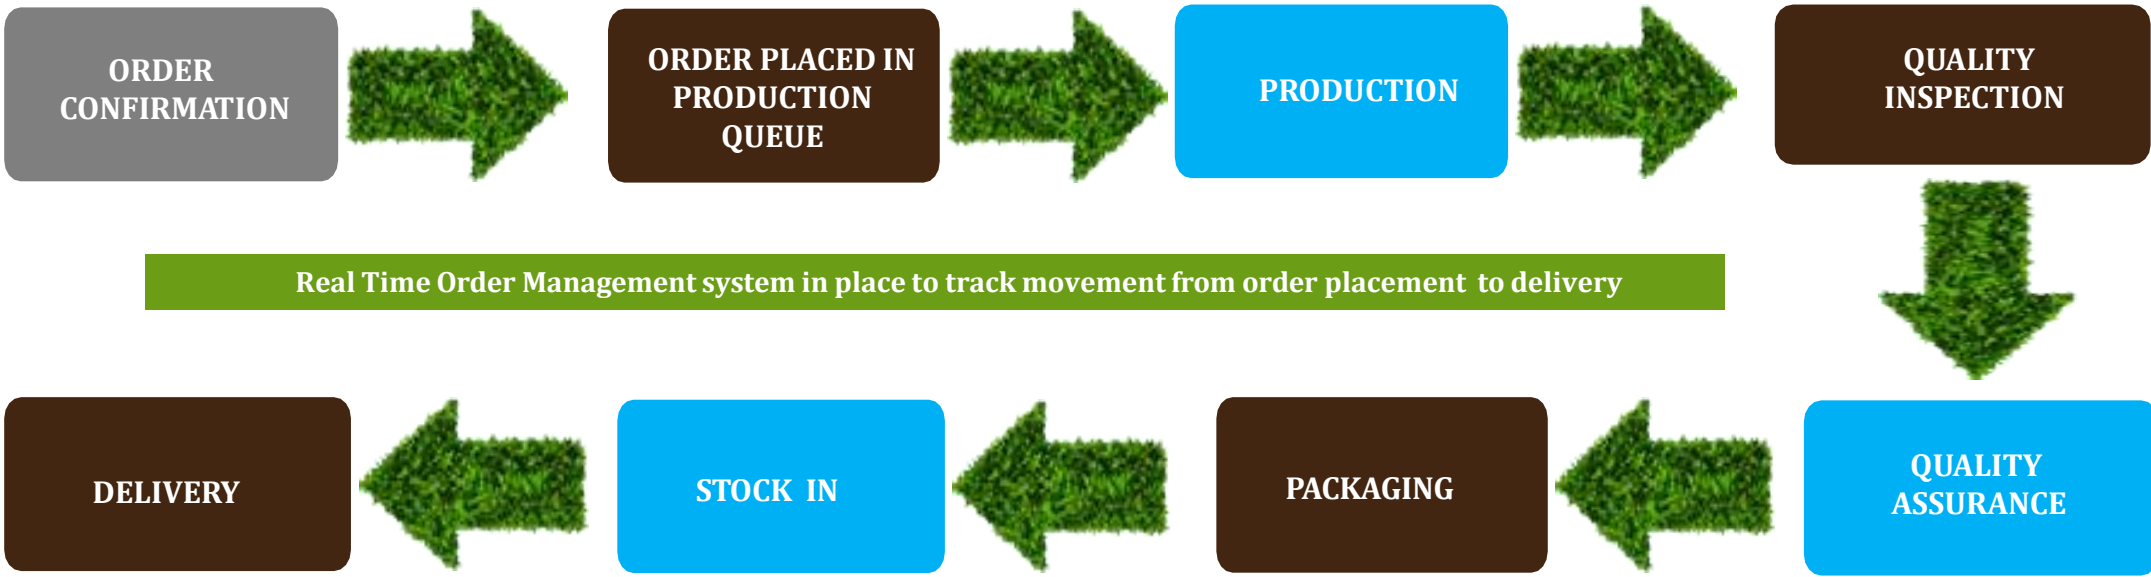 ORDER
CONFIRMATION
ORDER PLACED IN
PRODUCTION
QUEUE
PRODUCTION
QUALITY
INSPECTION
Real Time Order Management system in place to track movement from order placement to delivery
DELIVERY
STOCK IN
PACKAGING
QUALITY
ASSURANCE